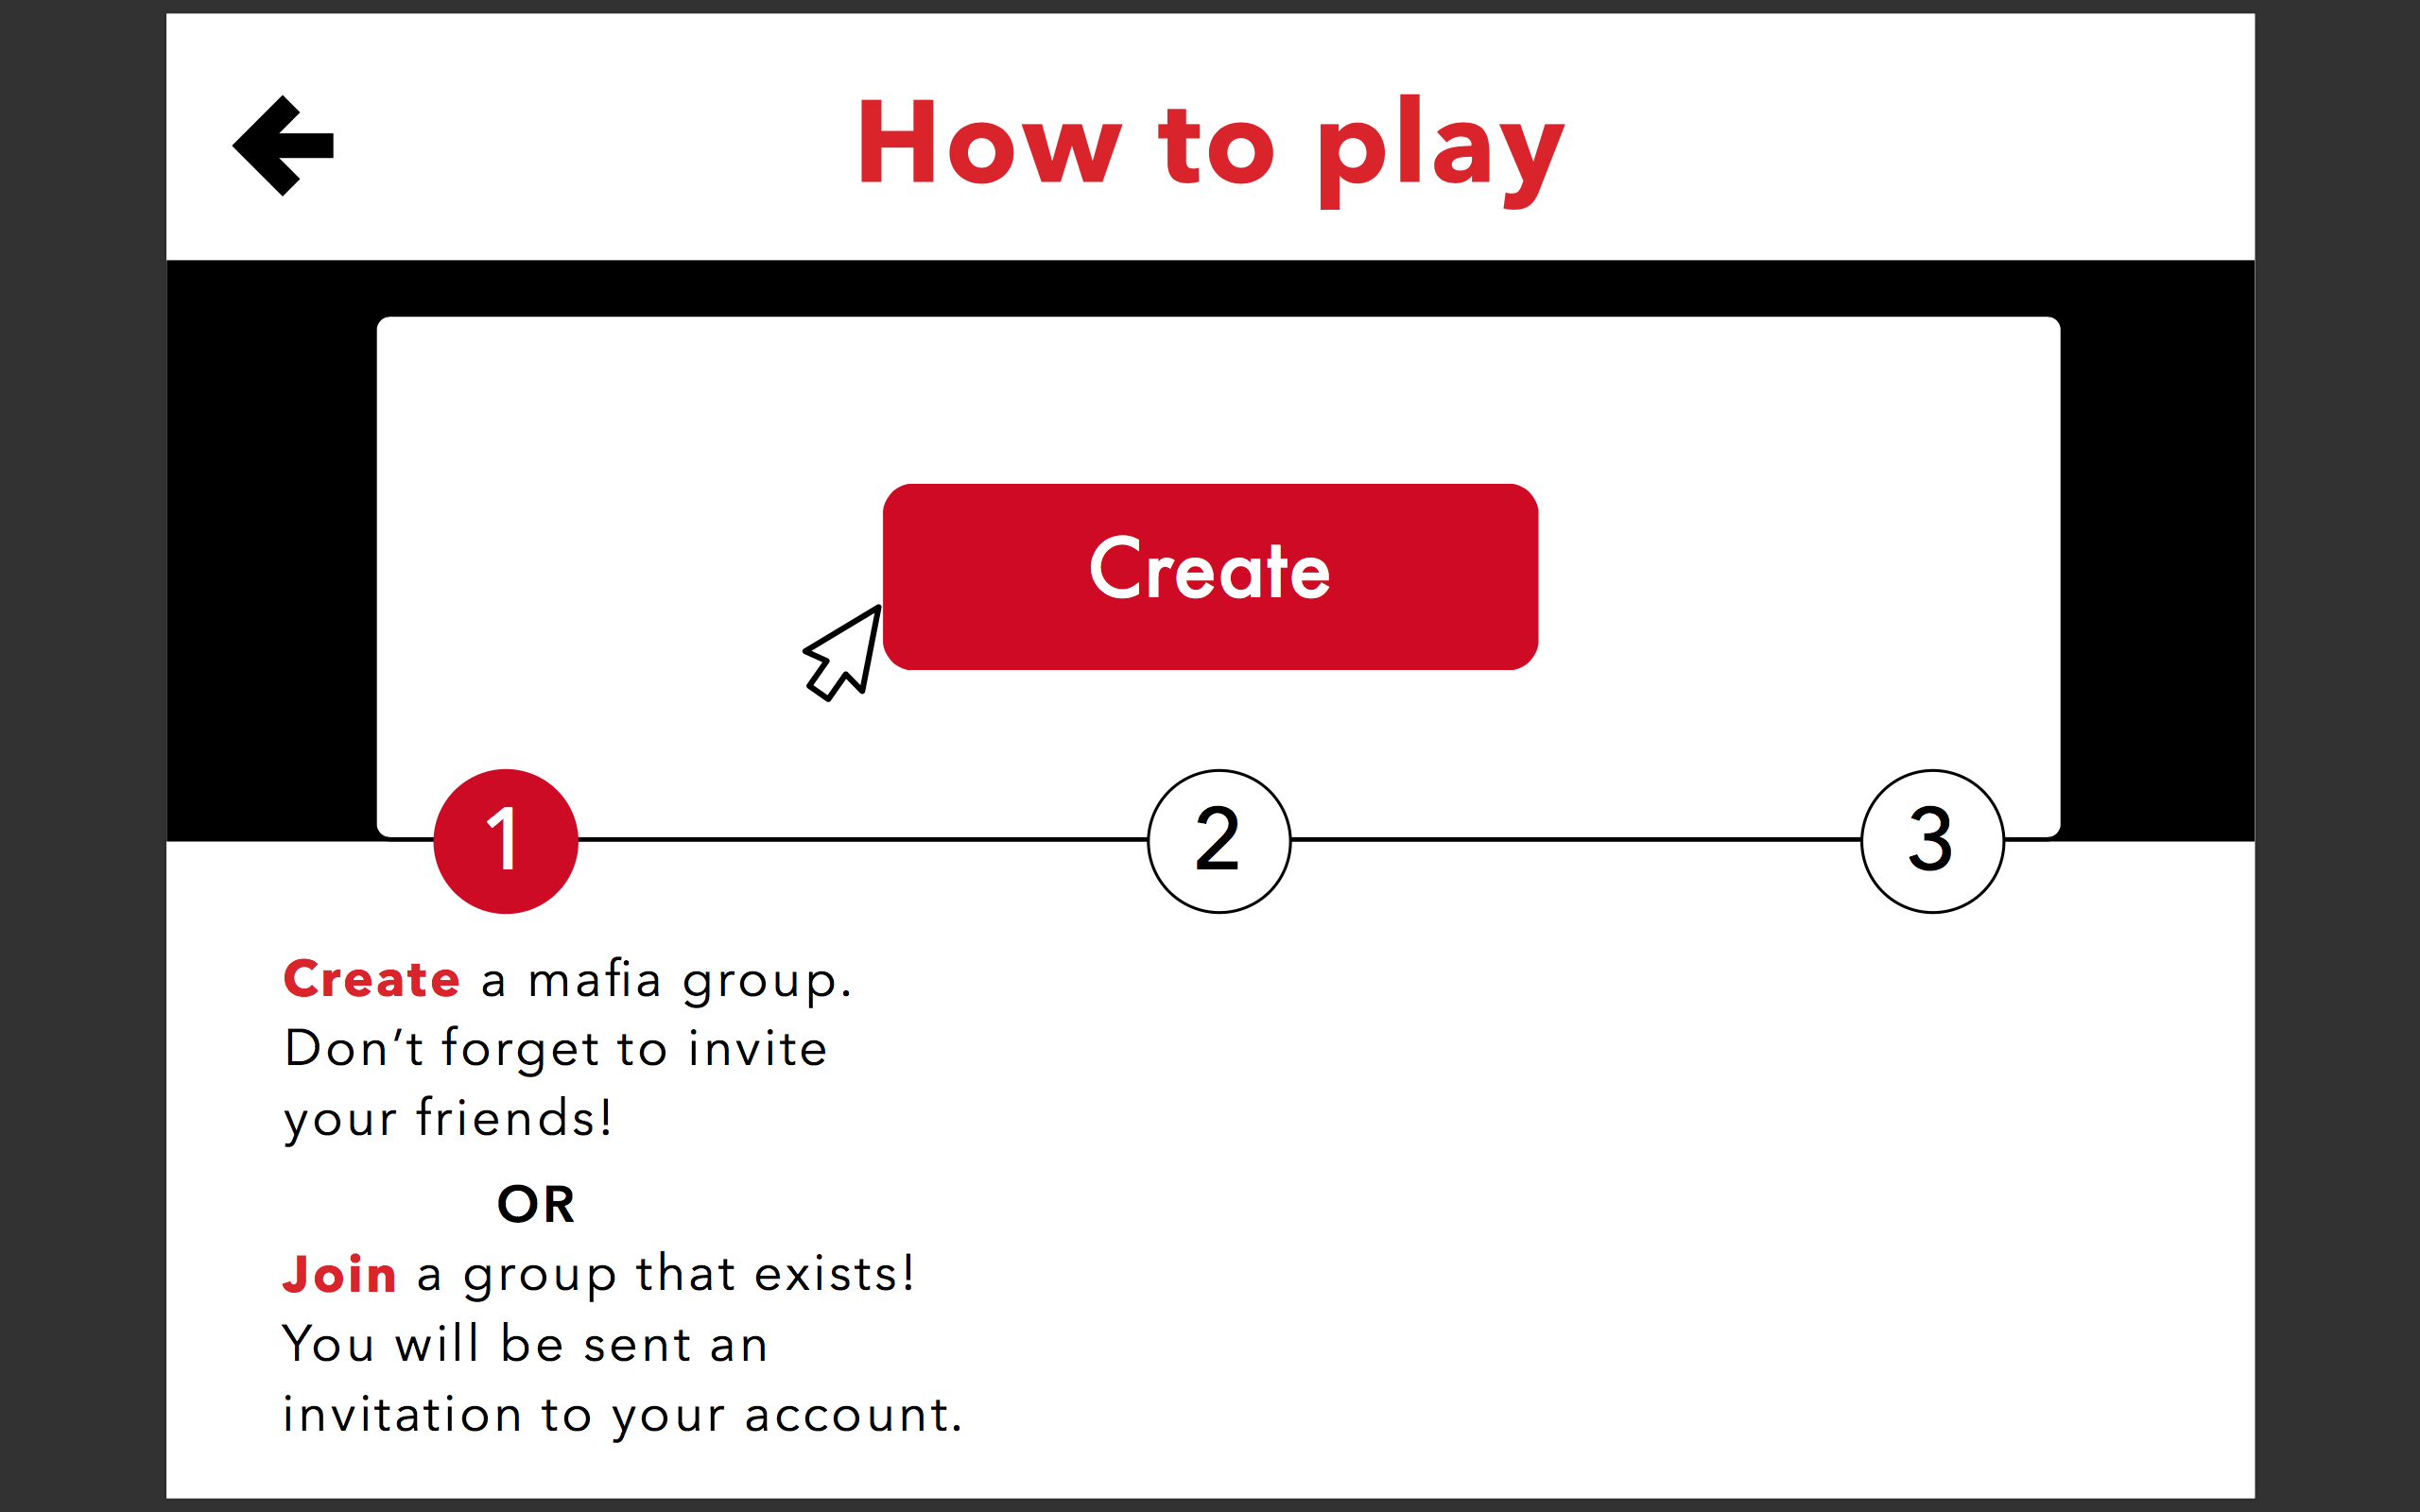 How to play
Create
1
2
3
Create a mafia group.
Don’t forget to invite
your friends!
OR
Join a group that exists!
You will be sent an
invitation to your account.